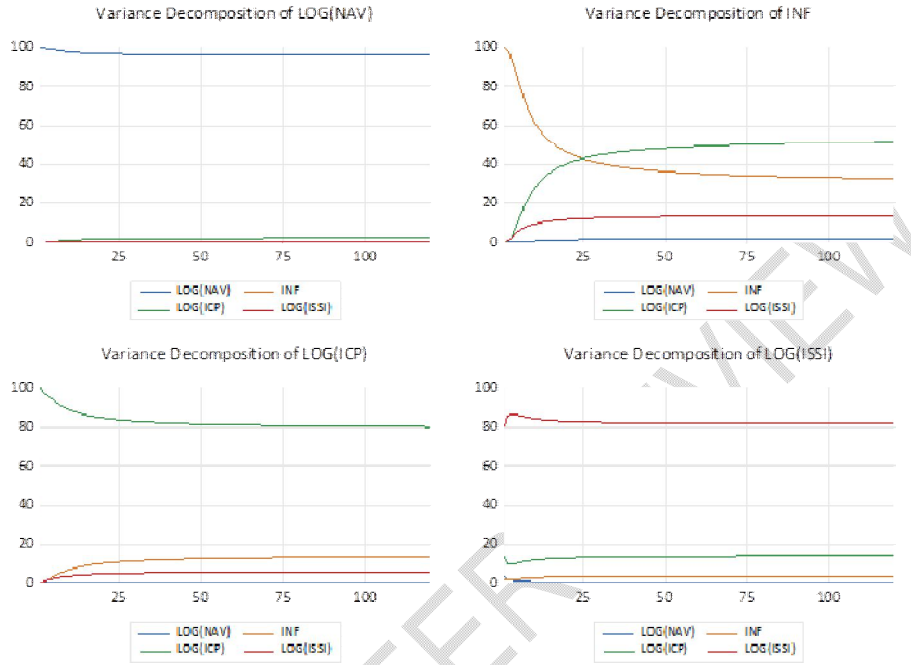 Variance Decomposition of LOG(NAV)
100
80
60
40
20
0
25 50 75 100
LOG(NAV) INF
LOG(ICP) LOG(ISSI)
Variance Decomposition of INF
100
80
60
40
20
0
25 50 75 100
LOG(NAV) INF
LOG(ICP) LOG(ISSI)
Variance Decomposition of LOG(ICP)
100
80
60
40
20
0
25 50 75 100
LOG(NAV) INF
LOG(ICP) LOG(ISSI)
Variance Decomposition of LOG(ISSI)
100
80
60
40
20
0
25 50 75 100
LOG(NAV) INF
LOG(ICP) LOG(ISSI)